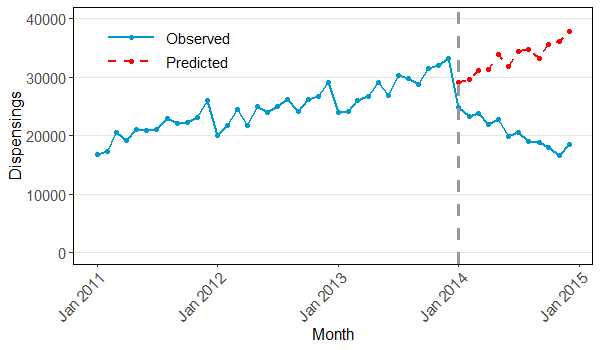 40000
30000
20000
10000
0
Dispensings
Observed
Predicted
Jan 2011
Jan 2012
Jan 2013
Jan 2014
Jan 2015
Month